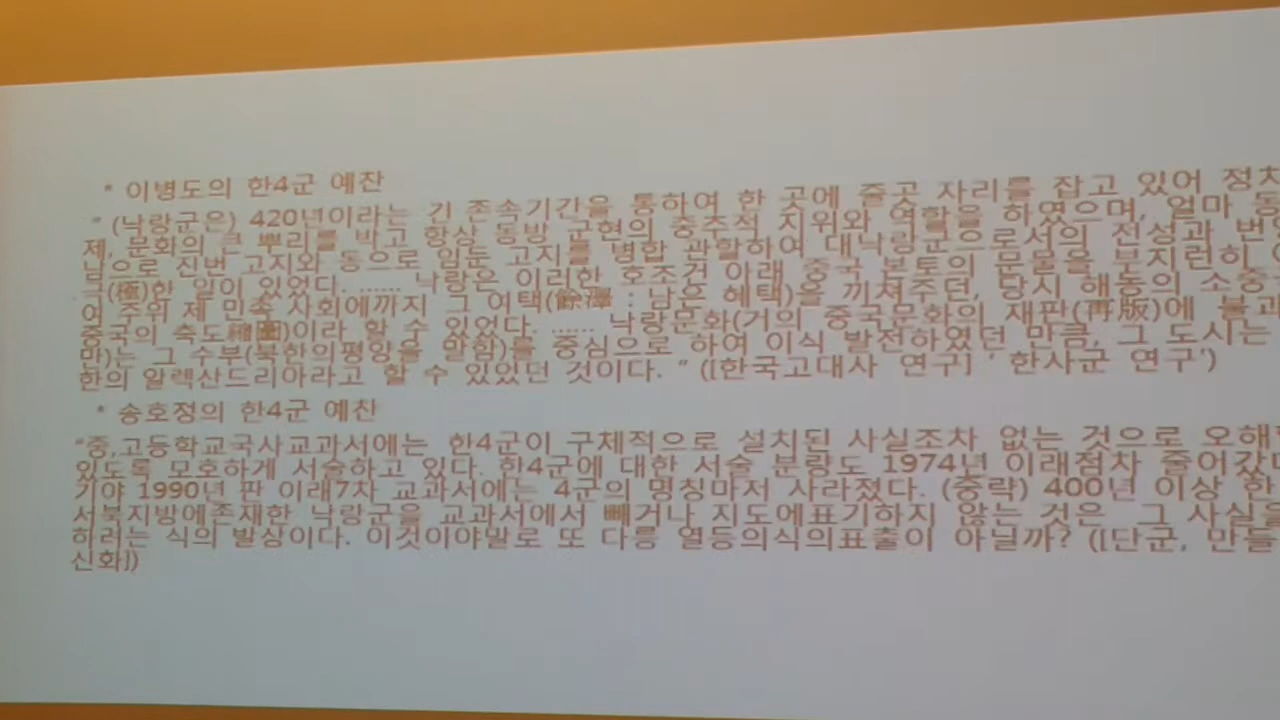 * 이병도의 한4군 예찬
“ (낙랑군은) 420년이라는 긴 존속기간을 통하여 한 곳에 줄곳 자리를 잡고 있어 정치
제, 문화의 큰 뿌리를 박고 항상 동방 군현의 중추적 지위와 역할을 하였으며, 얼마 동
남으로 진번 고지와 동으로 임둔 고지를 병합 관할하여 대낙랑군으로서의 전성과 번
극(極)한 일이 있었다. ...... 낙랑은 이러한 호조건 아래 중국 본토의 문물을 부지런히
여 주위 제 민족 사회에까지 그 여택(餘澤 : 남은 혜택)을 끼쳐주던, 당시 해동의 소중
중국의 축도縮圖)이라 할 수 있었다. ...... 낙랑문화(거의 중국문화의 재판(再版)에 불과
만)는 그 수부(북한의평양을 말함)를 중심으로 하여 이식 발전하였던 만큼, 그 도시는
한의 알렉산드리아라고 할 수 있었던 것이다. ” ([한국고대사 연구] ‘ 한사군 연구’)
* 송호정의 한4군 예찬
“중,고등학교국사교과서에는 한4군이 구체적으로 설치된 사실조차 없는 것으로 오해
있도록 모호하게 서술하고 있다. 한4군에 대한 서술 분량도 1974년 이래점차 줄어갔
기야 1990년 판 이래7차 교과서에는 4군의 명칭마저 사라졌다. (중략) 400년 이상 한
서북지방에존재한 낙랑군을 교과서에서 빼거나 지도에표기하지 않는 것은 그 사실을
하려는 식의 발상이다. 이것이야말로 또 다릉 열등의식의표출이 아닐까? ([단군, 만들
신화])